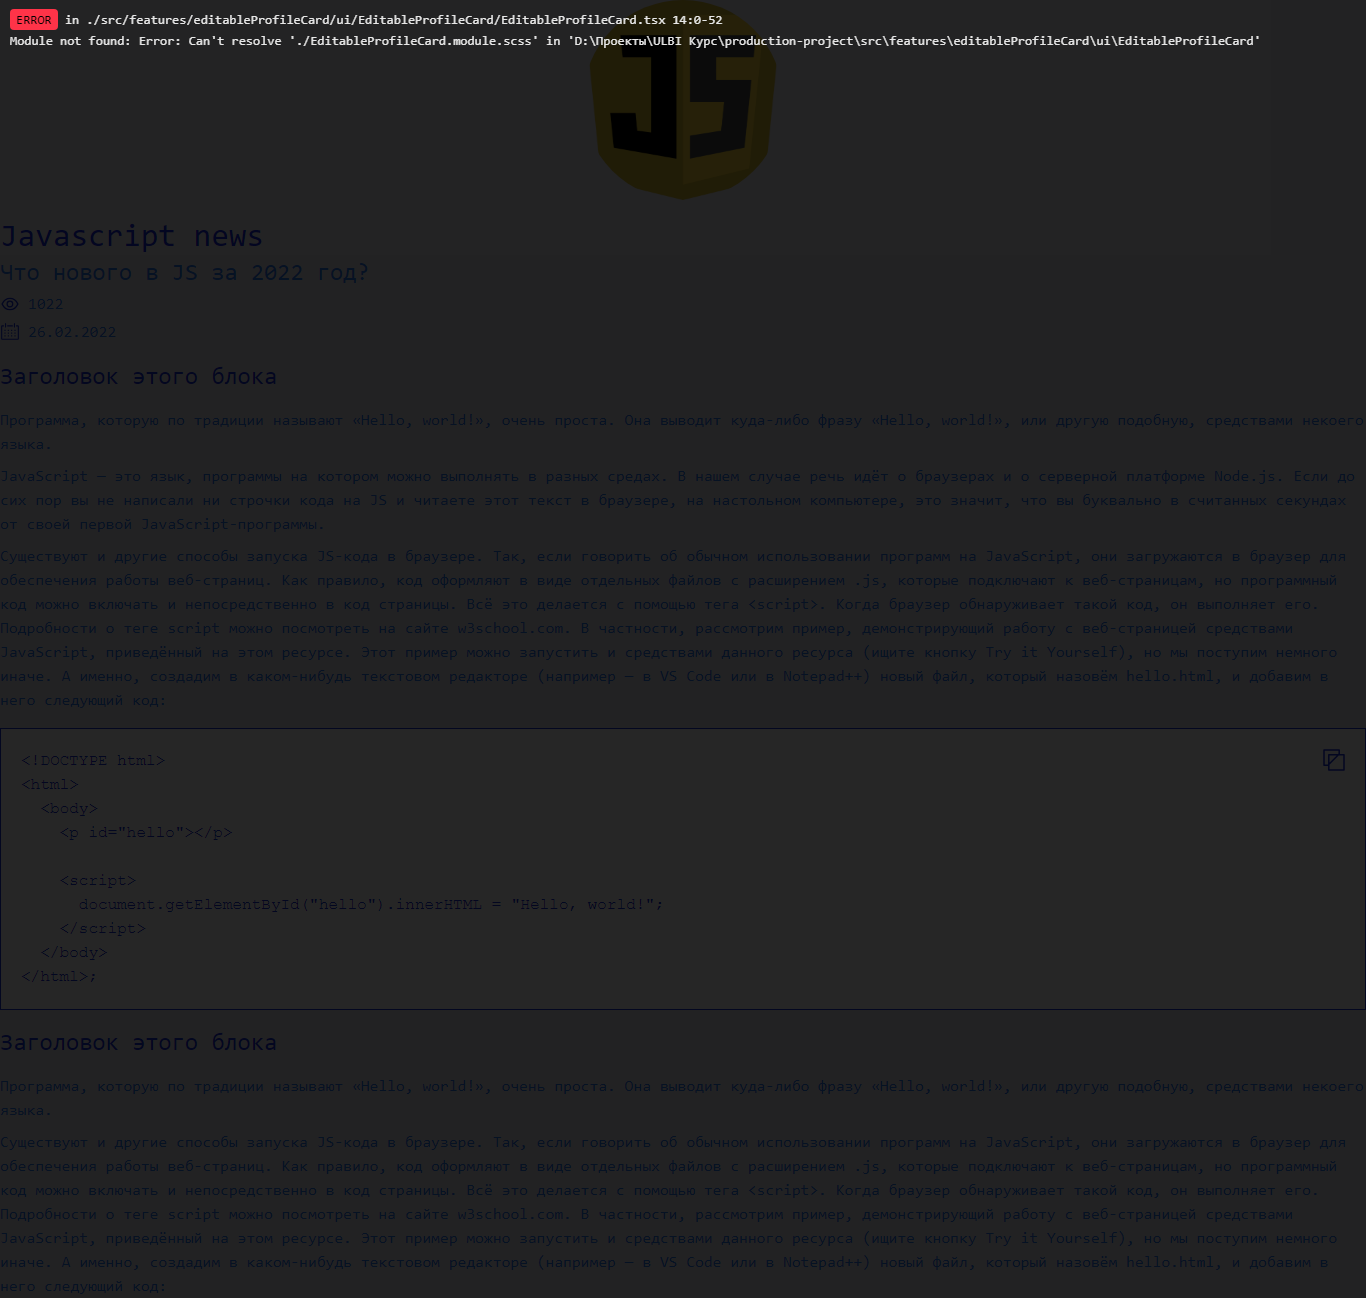 ERROR in ./src/features/editableProfileCard/ui/EditableProfileCard/EditableProfileCard.tsx 14:0-52
Module not found: Error: Can't resolve './EditableProfileCard.module.scss' in 'D:\Проекты\ULBI Курс\production-project\src\features\editableProfileCard\ui\EditableProfileCard'
JS
Javascript news
Что нового в JS за 2022 год?
1022
26.02.2022
Заголовок этого блока
Программа, которую по традиции называют «Hello, world!», очень проста. Она выводит куда-либо фразу «Hello, world!», или другую подобную, средствами некоего
языка.
JavaScript — это язык, программы на котором можно выполнять в разных средах. В нашем случае речь идёт о браузерах и о серверной платформе Node.js. Если до
сих пор вы не написали ни строчки кода на JS и читаете этот текст в браузере, на настольном компьютере, это значит, что вы буквально в считанных секундах
от своей первой JavaScript-программы.
Существуют и другие способы запуска JS-кода в браузере. Так, если говорить об обычном использовании программ на JavaScript, они загружаются в браузер для
обеспечения работы веб-страниц. Как правило, код оформляют в виде отдельных файлов с расширением .js, которые подключают к веб-страницам, но программный
код можно включать и непосредственно в код страницы. Всё это делается с помощью тега <script>. Когда браузер обнаруживает такой код, он выполняет его.
Подробности о теге script можно посмотреть на сайте w3school.com. В частности, рассмотрим пример, демонстрирующий работу с веб-страницей средствами
JavaScript, приведённый на этом ресурсе. Этот пример можно запустить и средствами данного ресурса (ищите кнопку Try it Yourself), но мы поступим немного
иначе. А именно, создадим в каком-нибудь текстовом редакторе (например — в VS Code или в Notepad++) новый файл, который назовём hello.html, и добавим в
него следующий код:
<!DOCTYPE html>
<html>
  <body>
    <p id="hello"></p>
    <script>
      document.getElementById("hello").innerHTML = "Hello, world!";
    </script>
  </body>
</html>;
Заголовок этого блока
Программа, которую по традиции называют «Hello, world!», очень проста. Она выводит куда-либо фразу «Hello, world!», или другую подобную, средствами некоего
языка.
Существуют и другие способы запуска JS-кода в браузере. Так, если говорить об обычном использовании программ на JavaScript, они загружаются в браузер для
обеспечения работы веб-страниц. Как правило, код оформляют в виде отдельных файлов с расширением .js, которые подключают к веб-страницам, но программный
код можно включать и непосредственно в код страницы. Всё это делается с помощью тега <script>. Когда браузер обнаруживает такой код, он выполняет его.
Подробности о теге script можно посмотреть на сайте w3school.com. В частности, рассмотрим пример, демонстрирующий работу с веб-страницей средствами
JavaScript, приведённый на этом ресурсе. Этот пример можно запустить и средствами данного ресурса (ищите кнопку Try it Yourself), но мы поступим немного
иначе. А именно, создадим в каком-нибудь текстовом редакторе (например — в VS Code или в Notepad++) новый файл, который назовём hello.html, и добавим в
него следующий код: